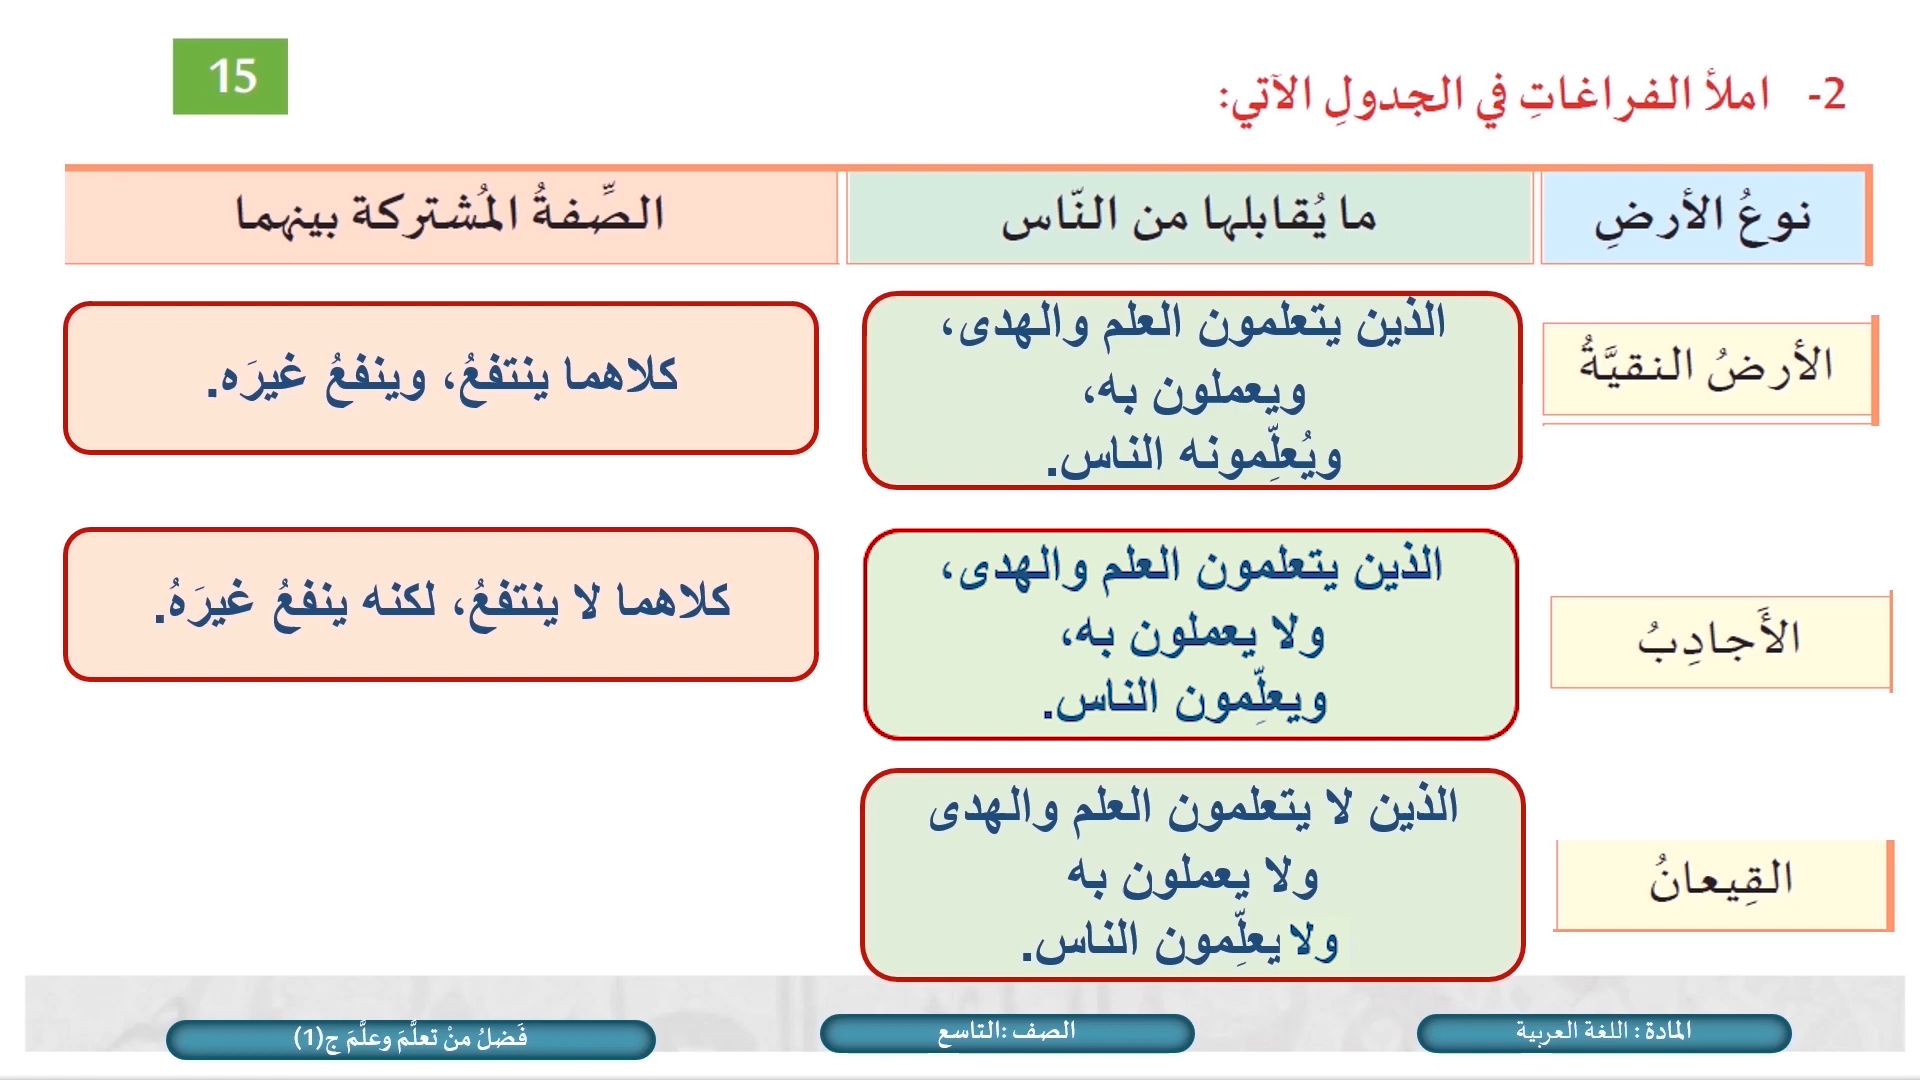 15
2- املأ الفراغاتِ في الجدولِ الآتي:
نوعُ الأرضِ
ما يُقابلها من النّاس
الصِّفةُ المُشتركة بينهما
الأرضُ النقيَّةُ
الذين يتعلمون العلم والهدى،
ويعملون به،
ويُعلِّمونه الناس.
كلاهما ينتفعُ، وينفعُ غيرَه.
الأَجادِبُ
الذين يتعلمون العلم والهدى،
ولا يعملون به،
ويعلِّمون الناس.
كلاهما لا ينتفعُ، لكنه ينفعُ غيرَهُ.
القِيعانُ
الذين لا يتعلمون العلم والهدى
ولا يعملون به
ولا يعلِّمون الناس.
المادة : اللغة العربية
الصف :التاسع
فَضلُ منْ تعلَّمَ وعلَّمَ ج(1)